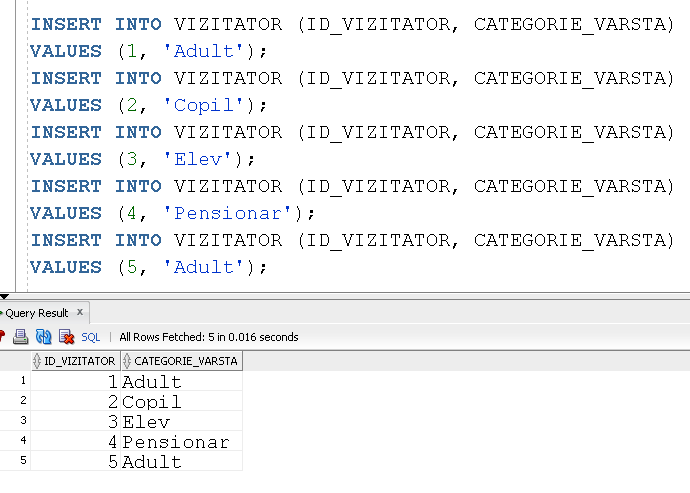 INSERT INTO VIZITATOR (ID_VIZITATOR, CATEGORIE_VARSTA)
VALUES (1, 'Adult');
INSERT INTO VIZITATOR (ID_VIZITATOR, CATEGORIE_VARSTA)
VALUES (2, 'Copil');
INSERT INTO VIZITATOR (ID_VIZITATOR, CATEGORIE_VARSTA)
VALUES (3, 'Elev');
INSERT INTO VIZITATOR (ID_VIZITATOR, CATEGORIE_VARSTA)
VALUES (4, 'Pensionar');
INSERT INTO VIZITATOR (ID_VIZITATOR, CATEGORIE_VARSTA)
VALUES (5, 'Adult');
Query Result x
SQL | All Rows Fetched: 5 in 0.016 seconds
ID_VIZITATOR CATEGORIE_VARSTA
1 1 Adult
2 2 Copil
3 3 Elev
4 4 Pensionar
5 5 Adult